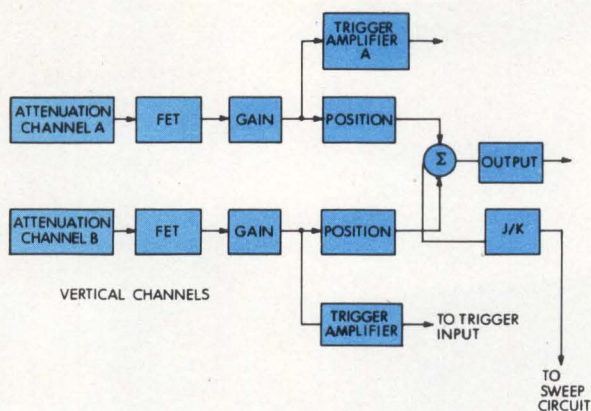 TRIGGER
AMPLIFIER
A
ATTENUATION
CHANNEL A
FET
GAIN
POSITION
Σ
OUTPUT
ATTENUATION
CHANNEL B
FET
GAIN
POSITION
J/K
VERTICAL CHANNELS
TRIGGER
AMPLIFIER
TO TRIGGER
INPUT
TO
SWEEP
CIRCUIT